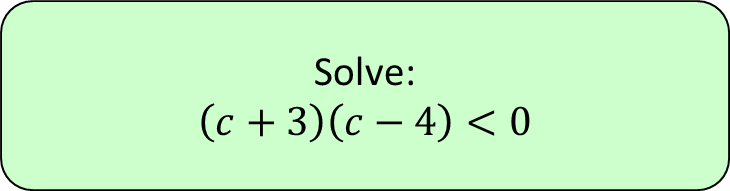 Solve:
(c + 3)(c − 4) < 0